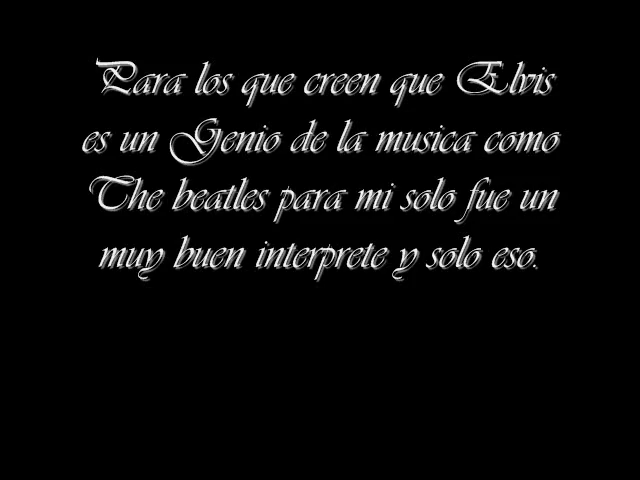 Para los que creen que Elvis
es un Genio de la musica como
The beatles para mi solo fue un
muy buen interprete y solo eso.